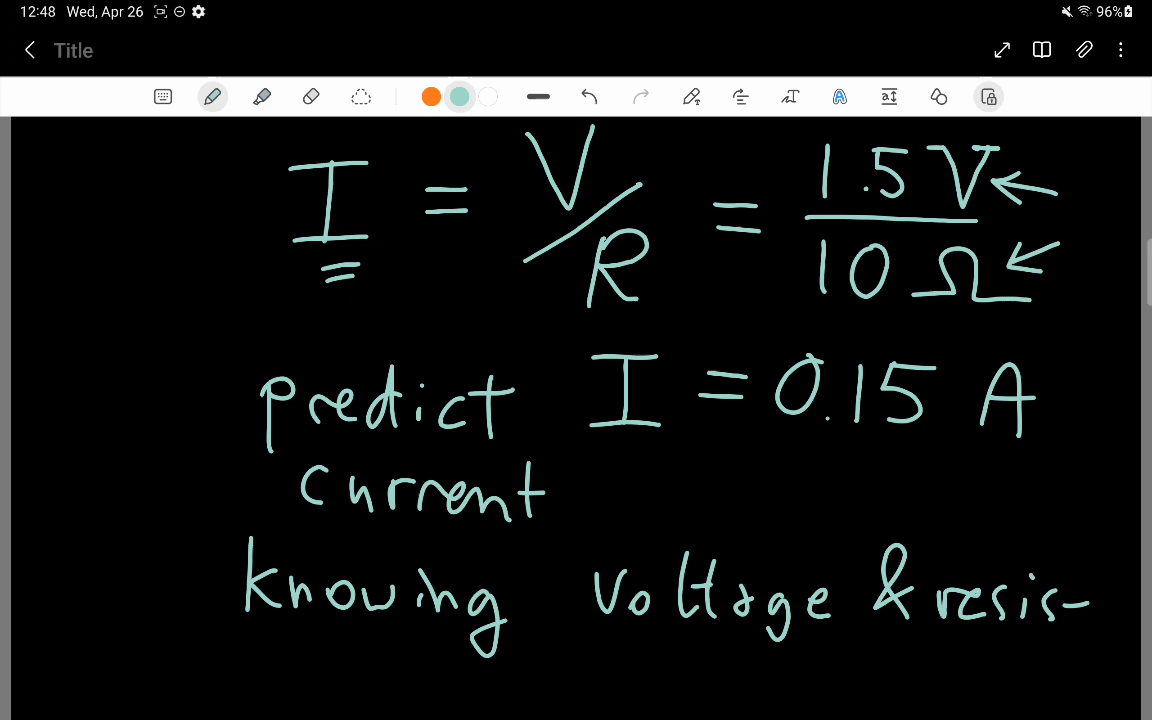 12:48 Wed, Apr 26 96%
Title
I = V/R = 1.5 V / 10 Ω
predict I = 0.15 A
current
knowing voltage & resis-